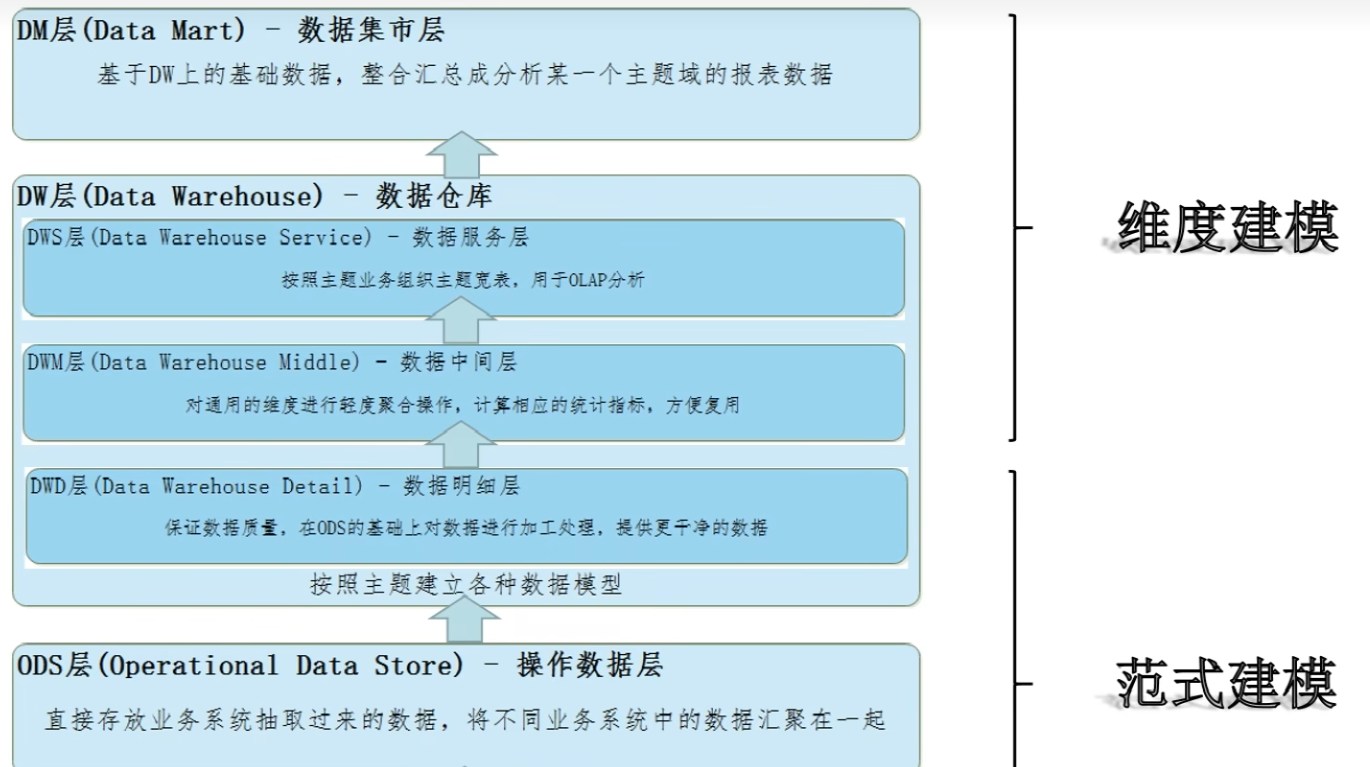 DM层(Data Mart) - 数据集市层
基于DW上的基础数据，整合汇总成分析某一个主题域的报表数据
DW层(Data Warehouse) - 数据仓库
DWS层(Data Warehouse Service) - 数据服务层
按照主题业务组织主题宽表，用于OLAP分析
维度建模
DWM层(Data Warehouse Middle) - 数据中间层
对通用的维度进行轻度聚合操作，计算相应的统计指标，方便复用
DWD层(Data Warehouse Detail) - 数据明细层
保证数据质量，在ODS的基础上对数据进行加工处理，提供更干净的数据
按照主题建立各种数据模型
ODS层(Operational Data Store) - 操作数据层
直接存放业务系统抽取过来的数据，将不同业务系统中的数据汇聚在一起
范式建模